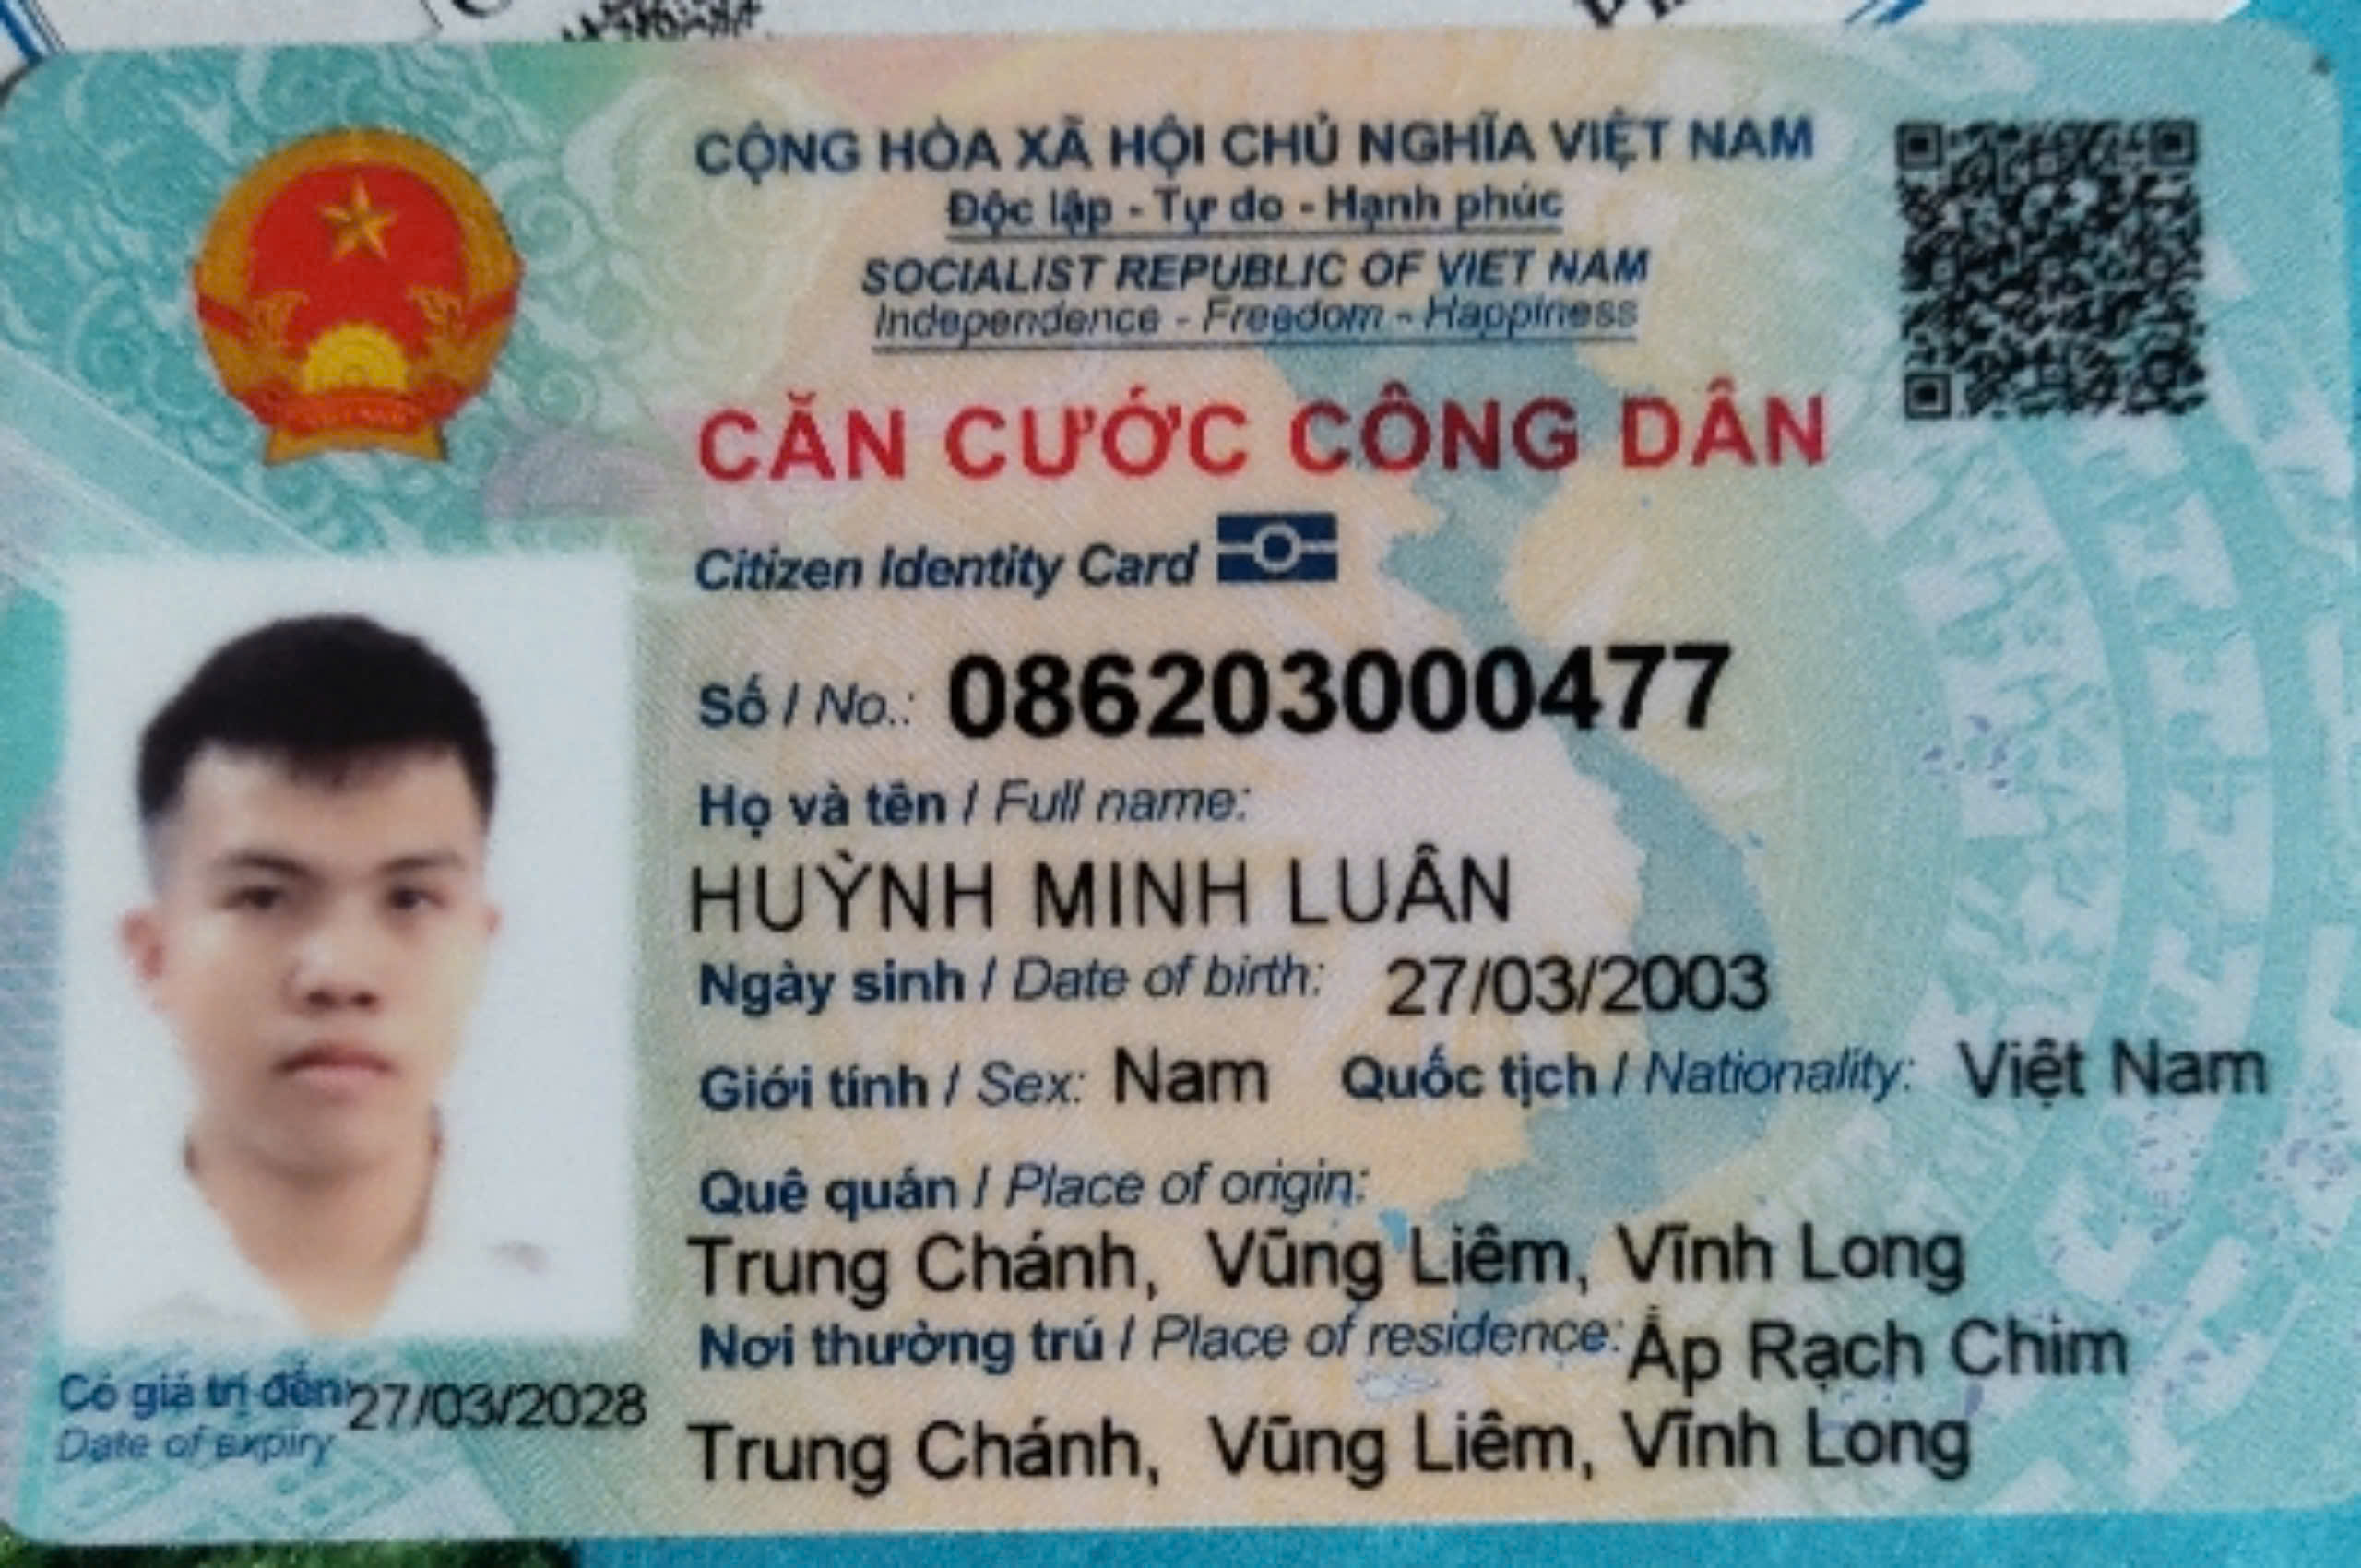 CỘNG HÒA XÃ HỘI CHỦ NGHĨA VIỆT NAM
Độc lập - Tự do - Hạnh phúc
SOCIALIST REPUBLIC OF VIET NAM
Independence - Freedom - Happiness
CĂN CƯỚC CÔNG DÂN
Citizen Identity Card
Số / No.: 086203000477
Họ và tên / Full name:
HUỲNH MINH LUÂN
Ngày sinh / Date of birth: 27/03/2003
Giới tính / Sex: Nam Quốc tịch / Nationality: Việt Nam
Quê quán / Place of origin:
Trung Chánh, Vũng Liêm, Vĩnh Long
Nơi thường trú / Place of residence: Ấp Rạch Chim
Trung Chánh, Vũng Liêm, Vĩnh Long
Có giá trị đến: 27/03/2028
Date of expiry